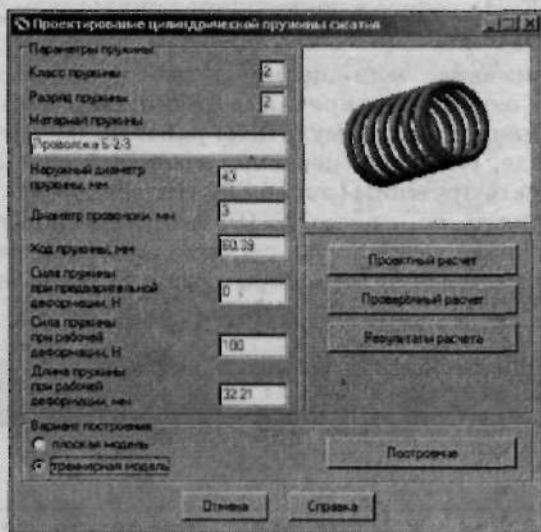 Проектирование цилиндрической пружины сжатия
Параметры пружины
Класс пружины 2
Разряд пружины 2
Материал пружины
Проволока Б-2-3
Наружный диаметр
пружины, мм 43
Диаметр проволоки, мм 3
Ход пружины, мм 60.39
Сила пружины
при предварительной
деформации, Н 0
Сила пружины
при рабочей
деформации, Н 100
Длина пружины
при рабочей
деформации, мм 32.21
Проектный расчет
Проверочный расчет
Результаты расчета
Вариант построения
плоская модель
трехмерная модель
Построение
Отмена
Справка